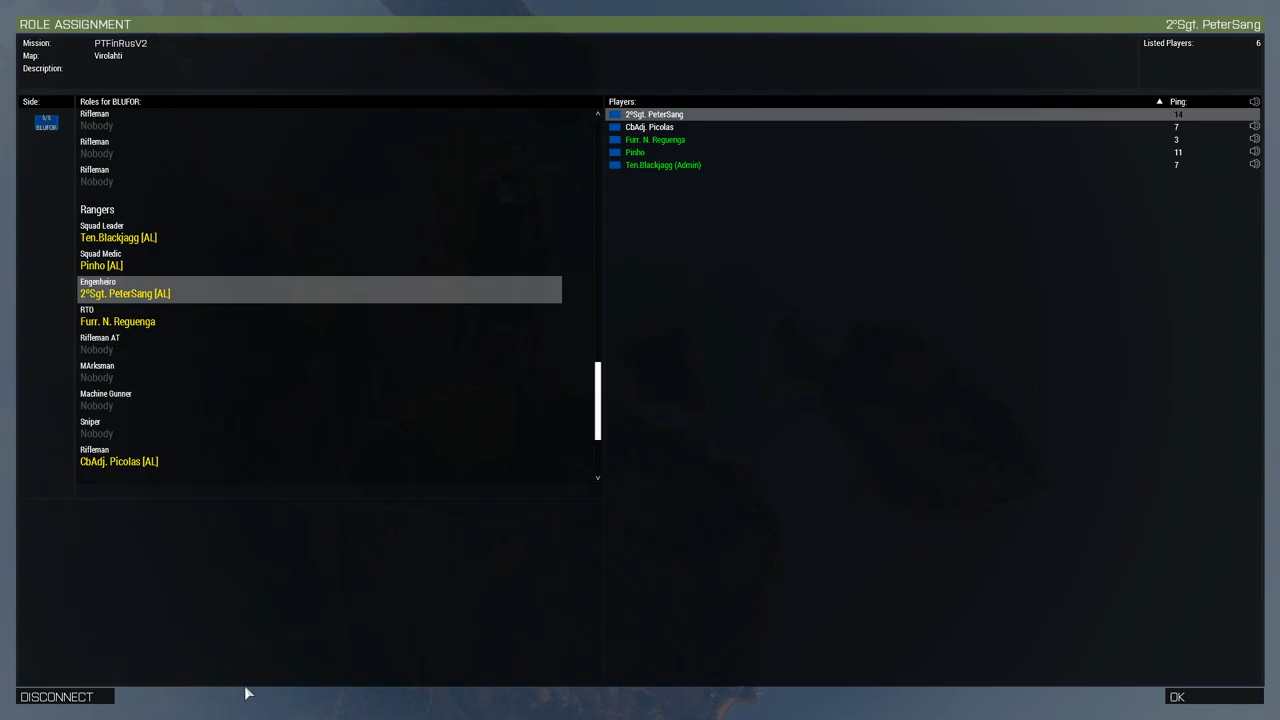 ROLE ASSIGNMENT
2ºSgt. PeterSang
Mission: PTFinRusV2
Map: Virolahti
Description:
Listed Players: 6
Side:
5/5
BLUFOR
Roles for BLUFOR:
Rifleman
Nobody
Rifleman
Nobody
Rifleman
Nobody
Rangers
Squad Leader
Ten.Blackjagg [AL]
Squad Medic
Pinho [AL]
Engenheiro
2ºSgt. PeterSang [AL]
RTO
Furr. N. Reguenga
Rifleman AT
Nobody
MArksman
Nobody
Machine Gunner
Nobody
Sniper
Nobody
Rifleman
CbAdj. Picolas [AL]
Players: Ping:
2ºSgt. PeterSang 14
CbAdj. Picolas 7
Furr. N. Reguenga 3
Pinho 11
Ten.Blackjagg (Admin) 7
DISCONNECT
OK